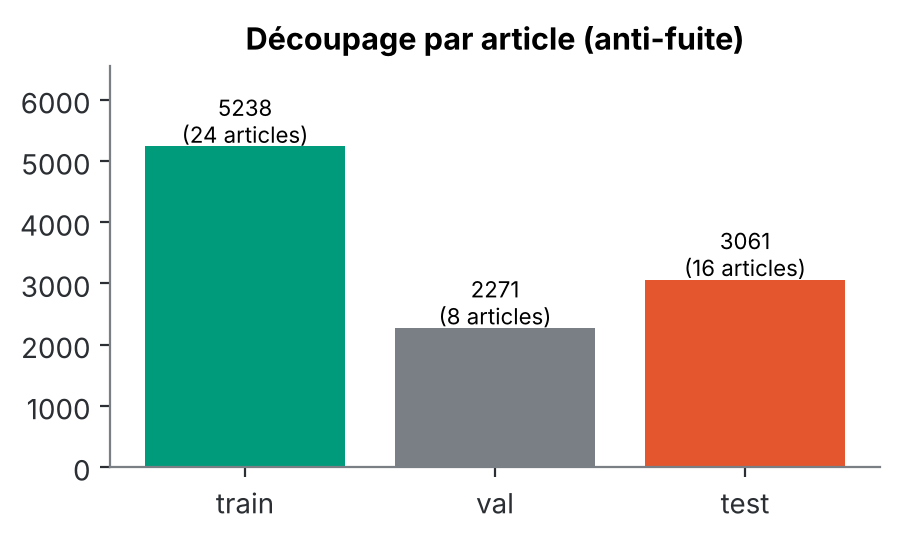 Découpage par article (anti-fuite)
6000
5000
4000
3000
2000
1000
0
5238
(24 articles)
2271
(8 articles)
3061
(16 articles)
train
val
test